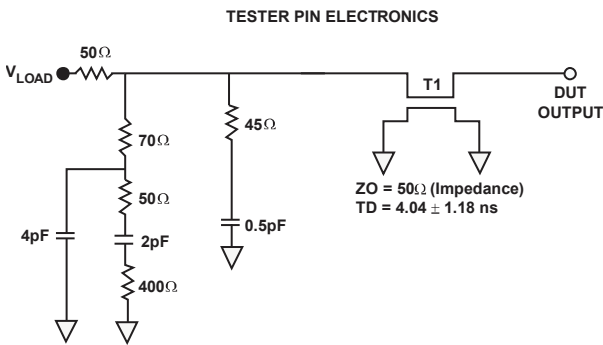 TESTER PIN ELECTRONICS
50Ω
VLOAD
T1
DUT
OUTPUT
70Ω
45Ω
50Ω
ZO = 50Ω (Impedance)
TD = 4.04 ± 1.18 ns
4pF
2pF
0.5pF
400Ω